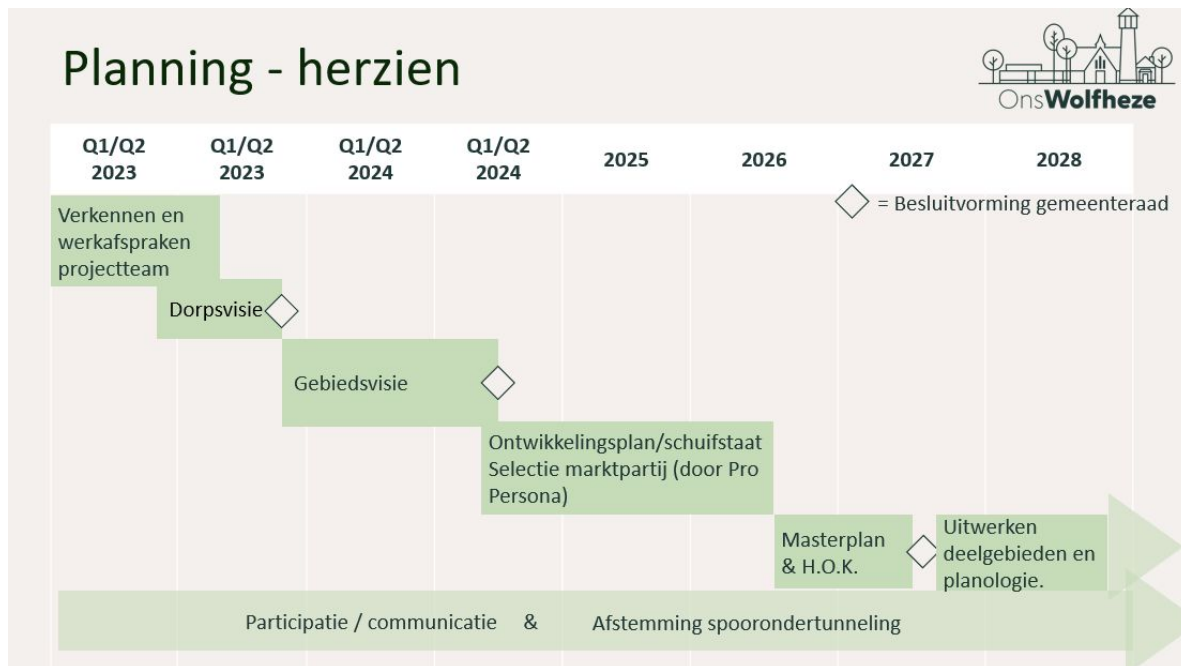 Planning - herzien
OnsWolfheze
Q1/Q2
2023
Q1/Q2
2023
Q1/Q2
2024
Q1/Q2
2024
2025
2026
2027
2028
= Besluitvorming gemeenteraad
Verkennen en
werkafspraken
projectteam
Dorpsvisie
Gebiedsvisie
Ontwikkelingsplan/schuifstaat
Selectie marktpartij (door Pro
Persona)
Masterplan
& H.O.K.
Uitwerken
deelgebieden en
planologie.
Participatie / communicatie & Afstemming spoorondertunneling